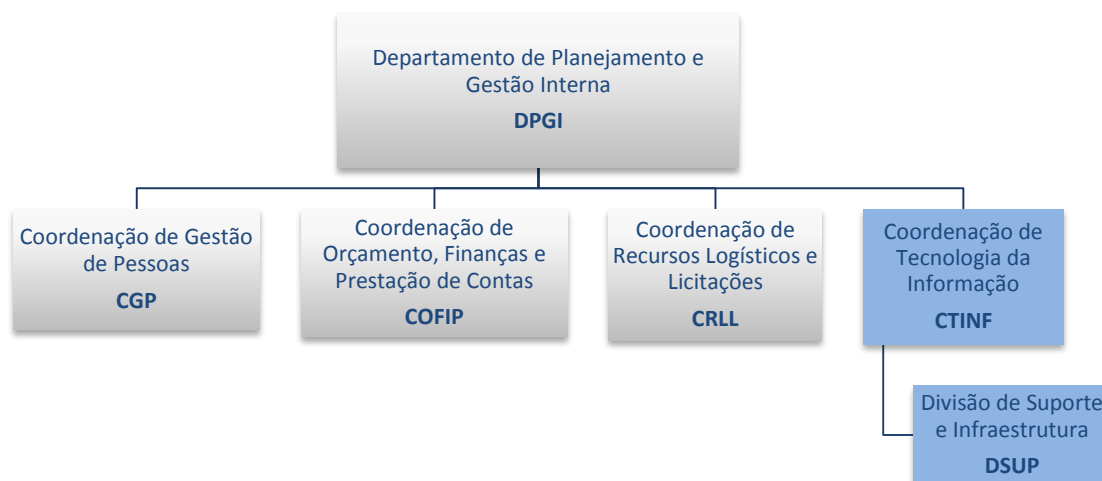 Departamento de Planejamento e
Gestão Interna
DPGI
Coordenação de Gestão
de Pessoas
CGP
Coordenação de
Orçamento, Finanças e
Prestação de Contas
COFIP
Coordenação de
Recursos Logísticos e
Licitações
CRLL
Coordenação de
Tecnologia da
Informação
CTINF
Divisão de Suporte
e Infraestrutura
DSUP